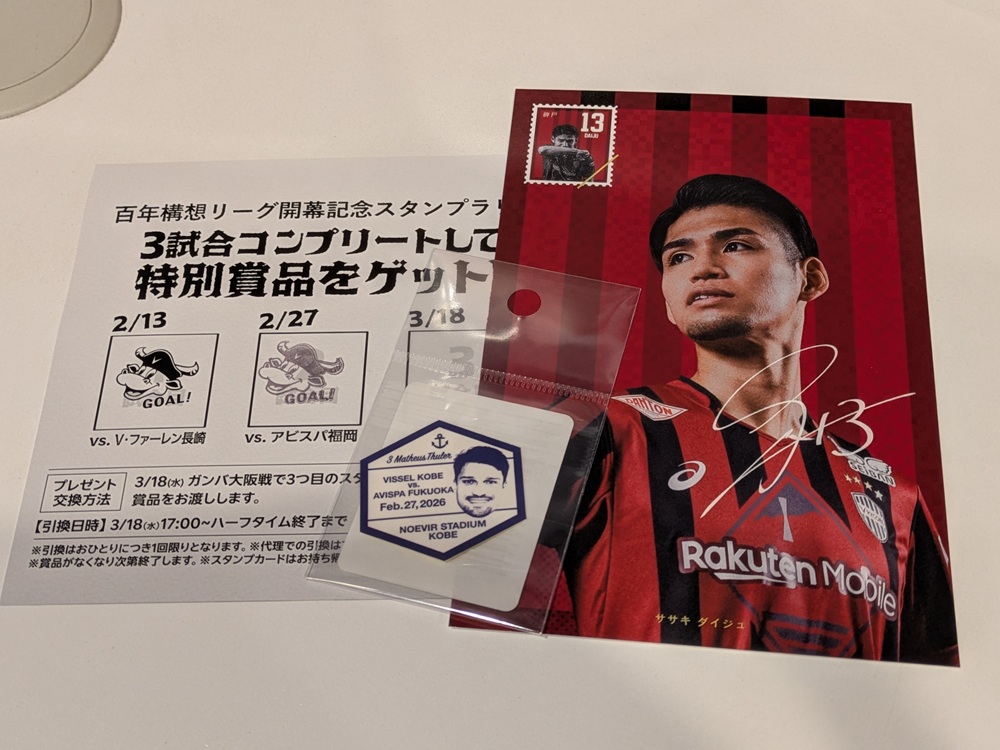 百年構想リーグ開幕記念スタンプラリ
3試合コンプリートして
特別賞品をゲット
2/13
2/27
3/18
GOAL!
GOAL!
3
vs. V・ファーレン長崎
vs. アビスパ福岡
プレゼント
交換方法
3/18(水) ガンバ大阪戦で3つ目のスタ
賞品をお渡しします。
【引換日時】3/18(水)17:00~ハーフタイム終了まで
※引換はおひとりにつき1回限りとなります。※代理での引換は
※賞品がなくなり次第終了します。※スタンプカードはお持ち帰
3 Matheus Thuler
VISSEL KOBE
vs.
AVISPA FUKUOKA
Feb.27,2026
NOEVIR STADIUM
KOBE
神戸
13
DAIJU
DANTON
GEIBAN
Rakuten Mobile
ササキ ダイジュ